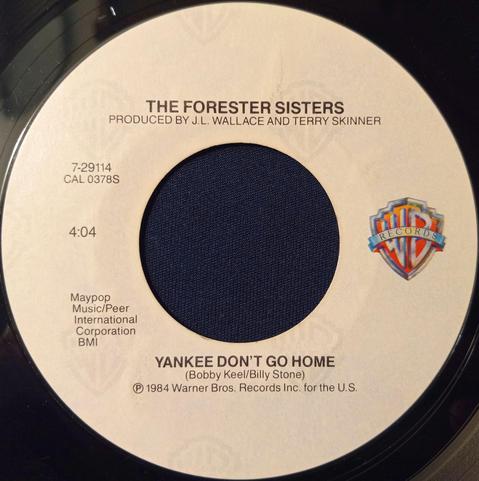 THE FORESTER SISTERS
PRODUCED BY J.L. WALLACE AND TERRY SKINNER
7-29114
CAL 0378S
4:04
WB
RECORDS
Maypop
Music/Peer
International
Corporation
BMI
YANKEE DON'T GO HOME
(Bobby Keel/Billy Stone)
℗ 1984 Warner Bros. Records Inc. for the U.S.